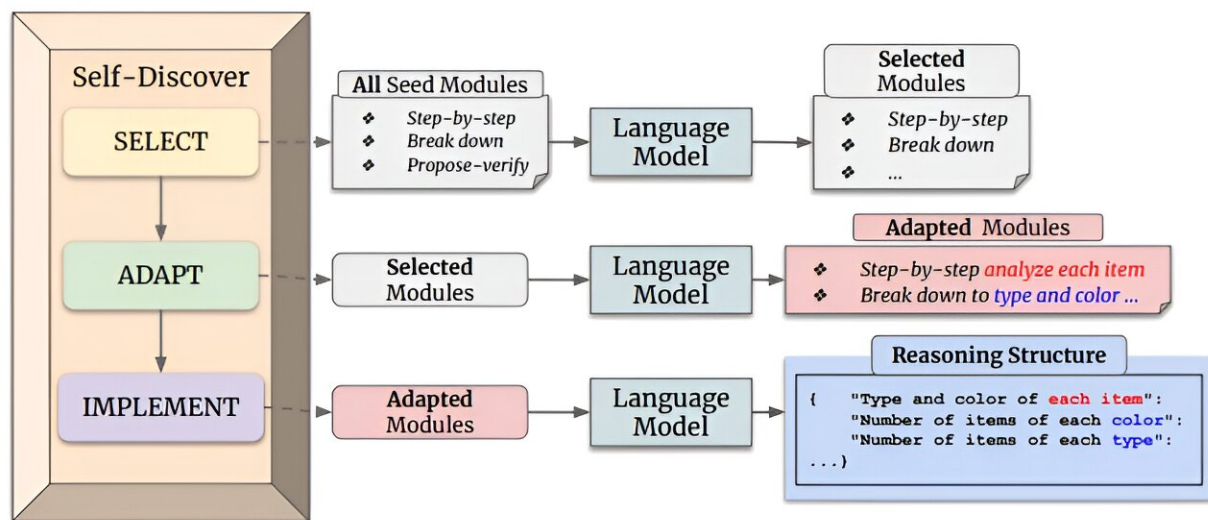 Self-Discover
SELECT
ADAPT
IMPLEMENT
All Seed Modules
❖ Step-by-step
❖ Break down
❖ Propose-verify
Language
Model
Selected
Modules
❖ Step-by-step
❖ Break down
❖ ...
Selected
Modules
Language
Model
Adapted Modules
❖ Step-by-step analyze each item
❖ Break down to type and color ...
Adapted
Modules
Language
Model
Reasoning Structure
{ "Type and color of each item":
"Number of items of each color":
"Number of items of each type":
...}